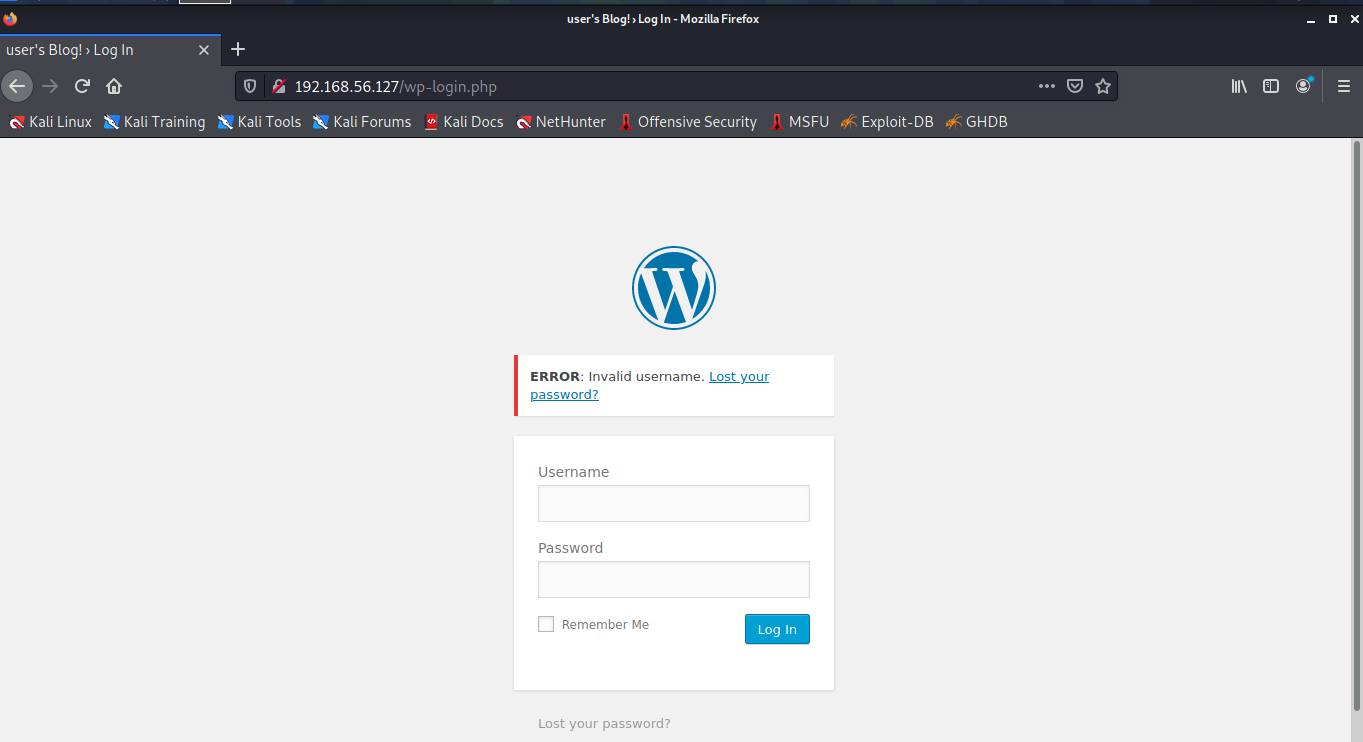 user's Blog! › Log In - Mozilla Firefox
user's Blog! › Log In
192.168.56.127/wp-login.php
Kali Linux Kali Training Kali Tools Kali Forums Kali Docs NetHunter Offensive Security MSFU Exploit-DB GHDB
ERROR: Invalid username. Lost your
password?
Username
Password
Remember Me Log In
Lost your password?